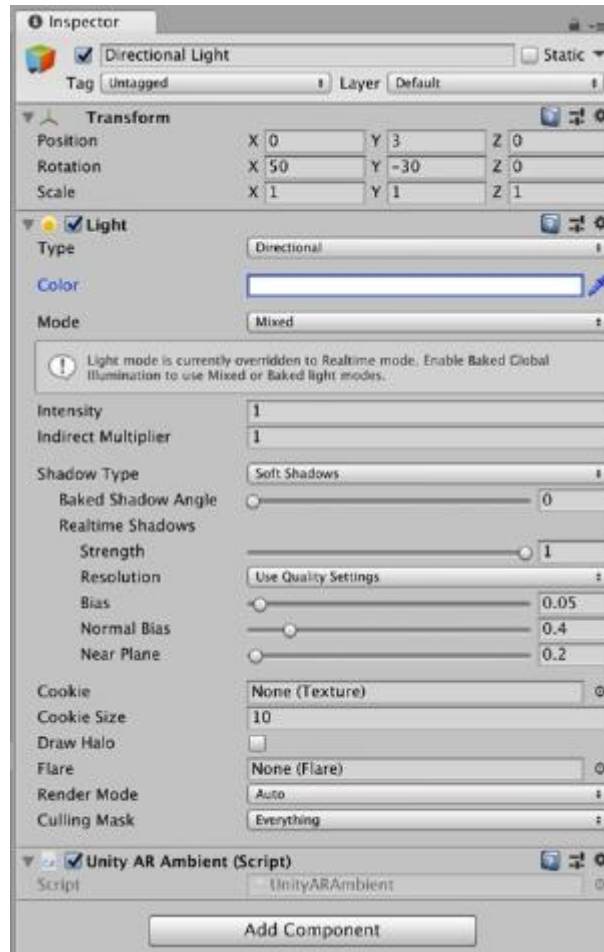 Inspector
Directional Light Static
Tag Untagged Layer Default
Transform
Position X 0 Y 3 Z 0
Rotation X 50 Y -30 Z 0
Scale X 1 Y 1 Z 1
Light
Type Directional
Color
Mode Mixed
Light mode is currently overridden to Realtime mode. Enable Baked Global
Illumination to use Mixed or Baked light modes.
Intensity 1
Indirect Multiplier 1
Shadow Type Soft Shadows
Baked Shadow Angle 0
Realtime Shadows
Strength 1
Resolution Use Quality Settings
Bias 0.05
Normal Bias 0.4
Near Plane 0.2
Cookie None (Texture)
Cookie Size 10
Draw Halo
Flare None (Flare)
Render Mode Auto
Culling Mask Everything
Unity AR Ambient (Script)
Script UnityARAmbient
Add Component